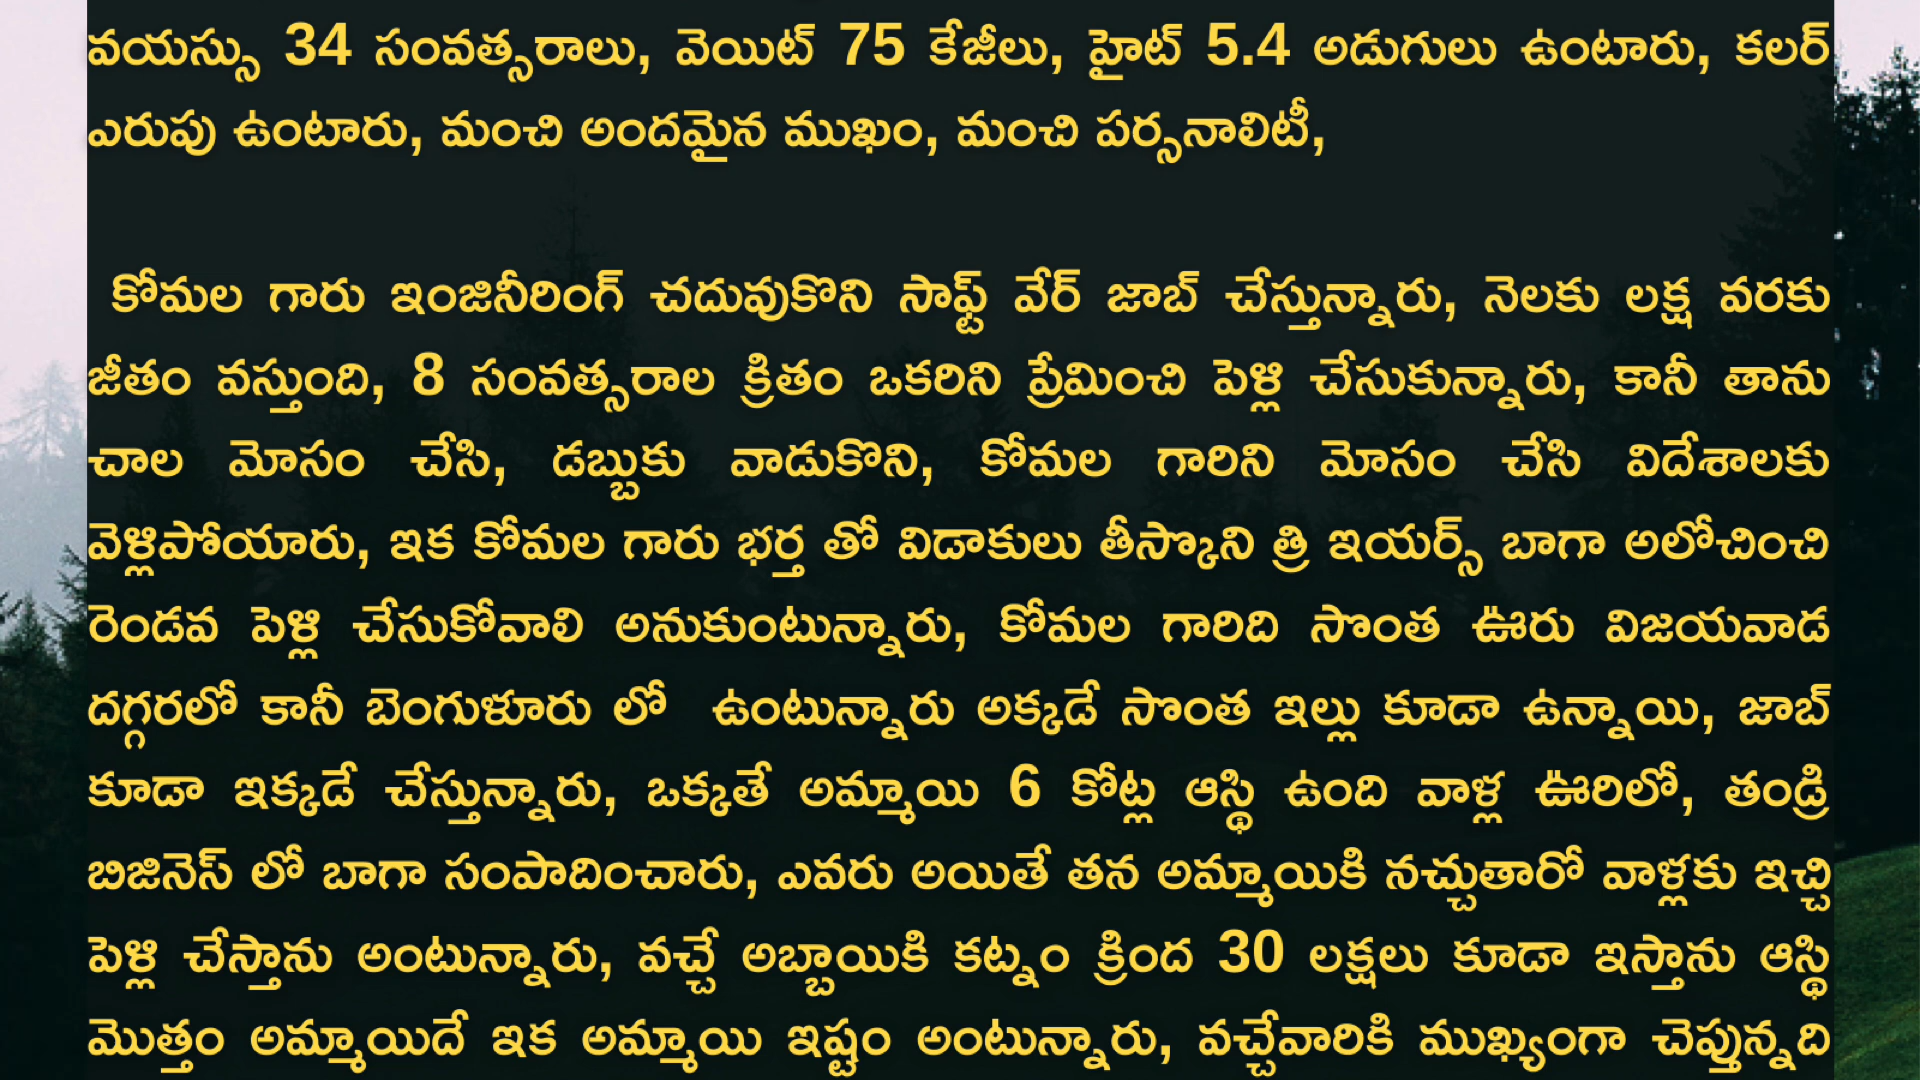 వయస్సు 34 సంవత్సరాలు, వెయిట్ 75 కేజీలు, హైట్ 5.4 అడుగులు ఉంటారు, కలర్
ఎరుపు ఉంటారు, మంచి అందమైన ముఖం, మంచి పర్సనాలిటీ,
కోమల గారు ఇంజినీరింగ్ చదువుకొని సాఫ్ట్ వేర్ జాబ్ చేస్తున్నారు, నెలకు లక్ష వరకు
జీతం వస్తుంది, 8 సంవత్సరాల క్రితం ఒకరిని ప్రేమించి పెళ్లి చేసుకున్నారు, కానీ తాను
చాల మోసం చేసి, డబ్బుకు వాడుకొని, కోమల గారిని మోసం చేసి విదేశాలకు
వెళ్లిపోయారు, ఇక కోమల గారు భర్త తో విడాకులు తీస్కొని త్రి ఇయర్స్ బాగా అలోచించి
రెండవ పెళ్లి చేసుకోవాలి అనుకుంటున్నారు, కోమల గారిది సొంత ఊరు విజయవాడ
దగ్గరలో కానీ బెంగుళూరు లో ఉంటున్నారు అక్కడే సొంత ఇల్లు కూడా ఉన్నాయి, జాబ్
కూడా ఇక్కడే చేస్తున్నారు, ఒక్కతే అమ్మాయి 6 కోట్ల ఆస్థి ఉంది వాళ్ల ఊరిలో, తండ్రి
బిజినెస్ లో బాగా సంపాదించారు, ఎవరు అయితే తన అమ్మాయికి నచ్చుతారో వాళ్లకు ఇచ్చి
పెళ్లి చేస్తాను అంటున్నారు, వచ్చే అబ్బాయికి కట్నం క్రింద 30 లక్షలు కూడా ఇస్తాను ఆస్థి
మొత్తం అమ్మాయిదే ఇక అమ్మాయి ఇష్టం అంటున్నారు, వచ్చేవారికి ముఖ్యంగా చెప్తున్నది